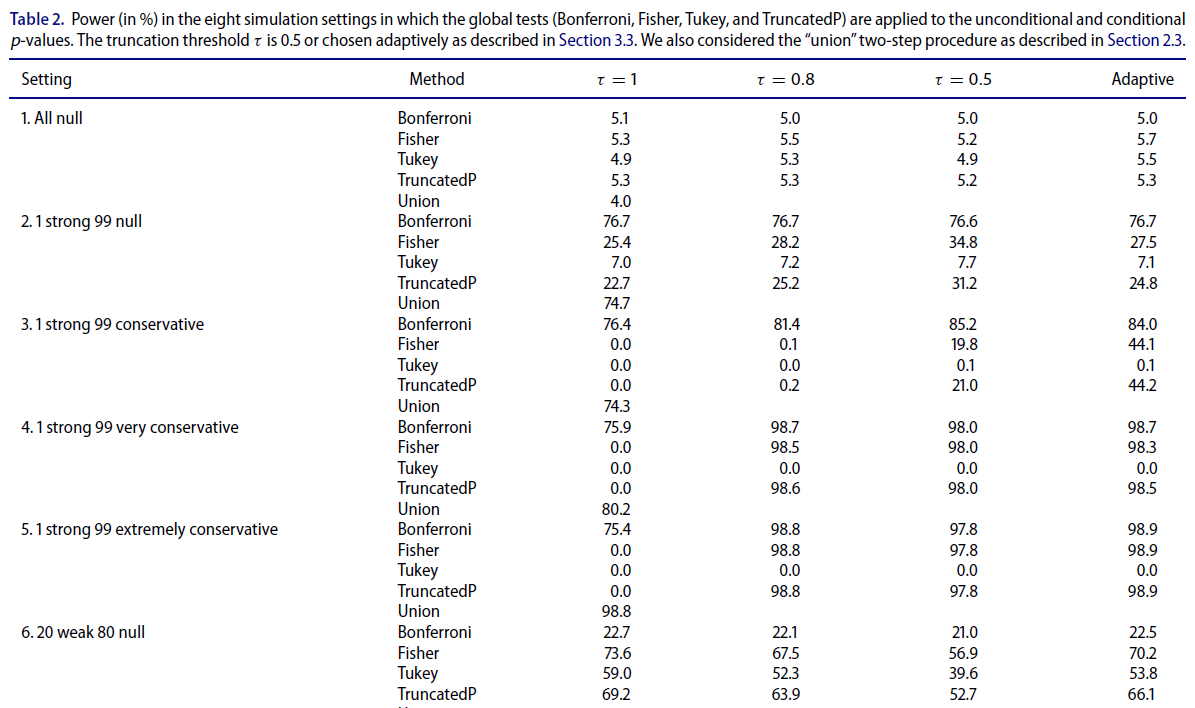 Table 2. Power (in %) in the eight simulation settings in which the global tests (Bonferroni, Fisher, Tukey, and TruncatedP) are applied to the unconditional and conditional
p-values. The truncation threshold τ is 0.5 or chosen adaptively as described in Section 3.3. We also considered the “union” two-step procedure as described in Section 2.3.
Setting Method τ = 1 τ = 0.8 τ = 0.5 Adaptive
1. All null Bonferroni 5.1 5.0 5.0 5.0
Fisher 5.3 5.5 5.2 5.7
Tukey 4.9 5.3 4.9 5.5
TruncatedP 5.3 5.3 5.2 5.3
Union 4.0
2. 1 strong 99 null Bonferroni 76.7 76.7 76.6 76.7
Fisher 25.4 28.2 34.8 27.5
Tukey 7.0 7.2 7.7 7.1
TruncatedP 22.7 25.2 31.2 24.8
Union 74.7
3. 1 strong 99 conservative Bonferroni 76.4 81.4 85.2 84.0
Fisher 0.0 0.1 19.8 44.1
Tukey 0.0 0.0 0.1 0.1
TruncatedP 0.0 0.2 21.0 44.2
Union 74.3
4. 1 strong 99 very conservative Bonferroni 75.9 98.7 98.0 98.7
Fisher 0.0 98.5 98.0 98.3
Tukey 0.0 0.0 0.0 0.0
TruncatedP 0.0 98.6 98.0 98.5
Union 80.2
5. 1 strong 99 extremely conservative Bonferroni 75.4 98.8 97.8 98.9
Fisher 0.0 98.8 97.8 98.9
Tukey 0.0 0.0 0.0 0.0
TruncatedP 0.0 98.8 97.8 98.9
Union 98.8
6. 20 weak 80 null Bonferroni 22.7 22.1 21.0 22.5
Fisher 73.6 67.5 56.9 70.2
Tukey 59.0 52.3 39.6 53.8
TruncatedP 69.2 63.9 52.7 66.1